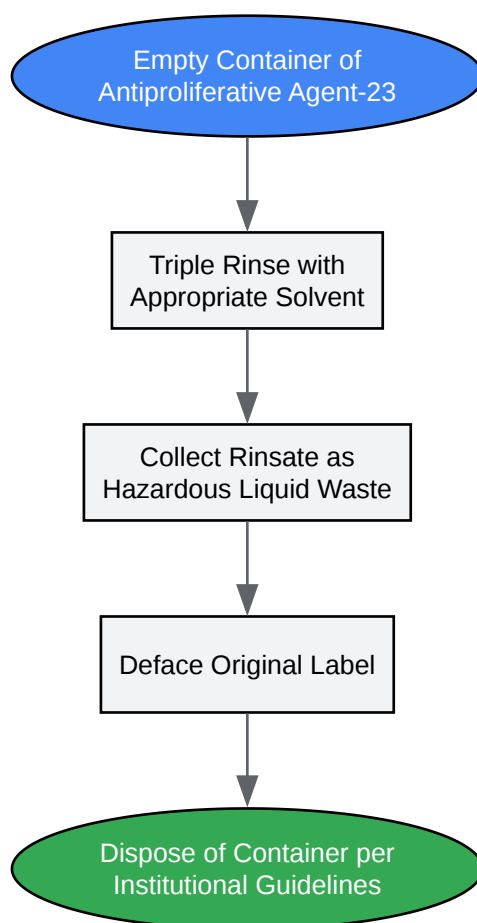 Empty Container of
Antiproliferative Agent-23
Triple Rinse with
Appropriate Solvent
Collect Rinsate as
Hazardous Liquid Waste
Deface Original Label
Dispose of Container per
Institutional Guidelines